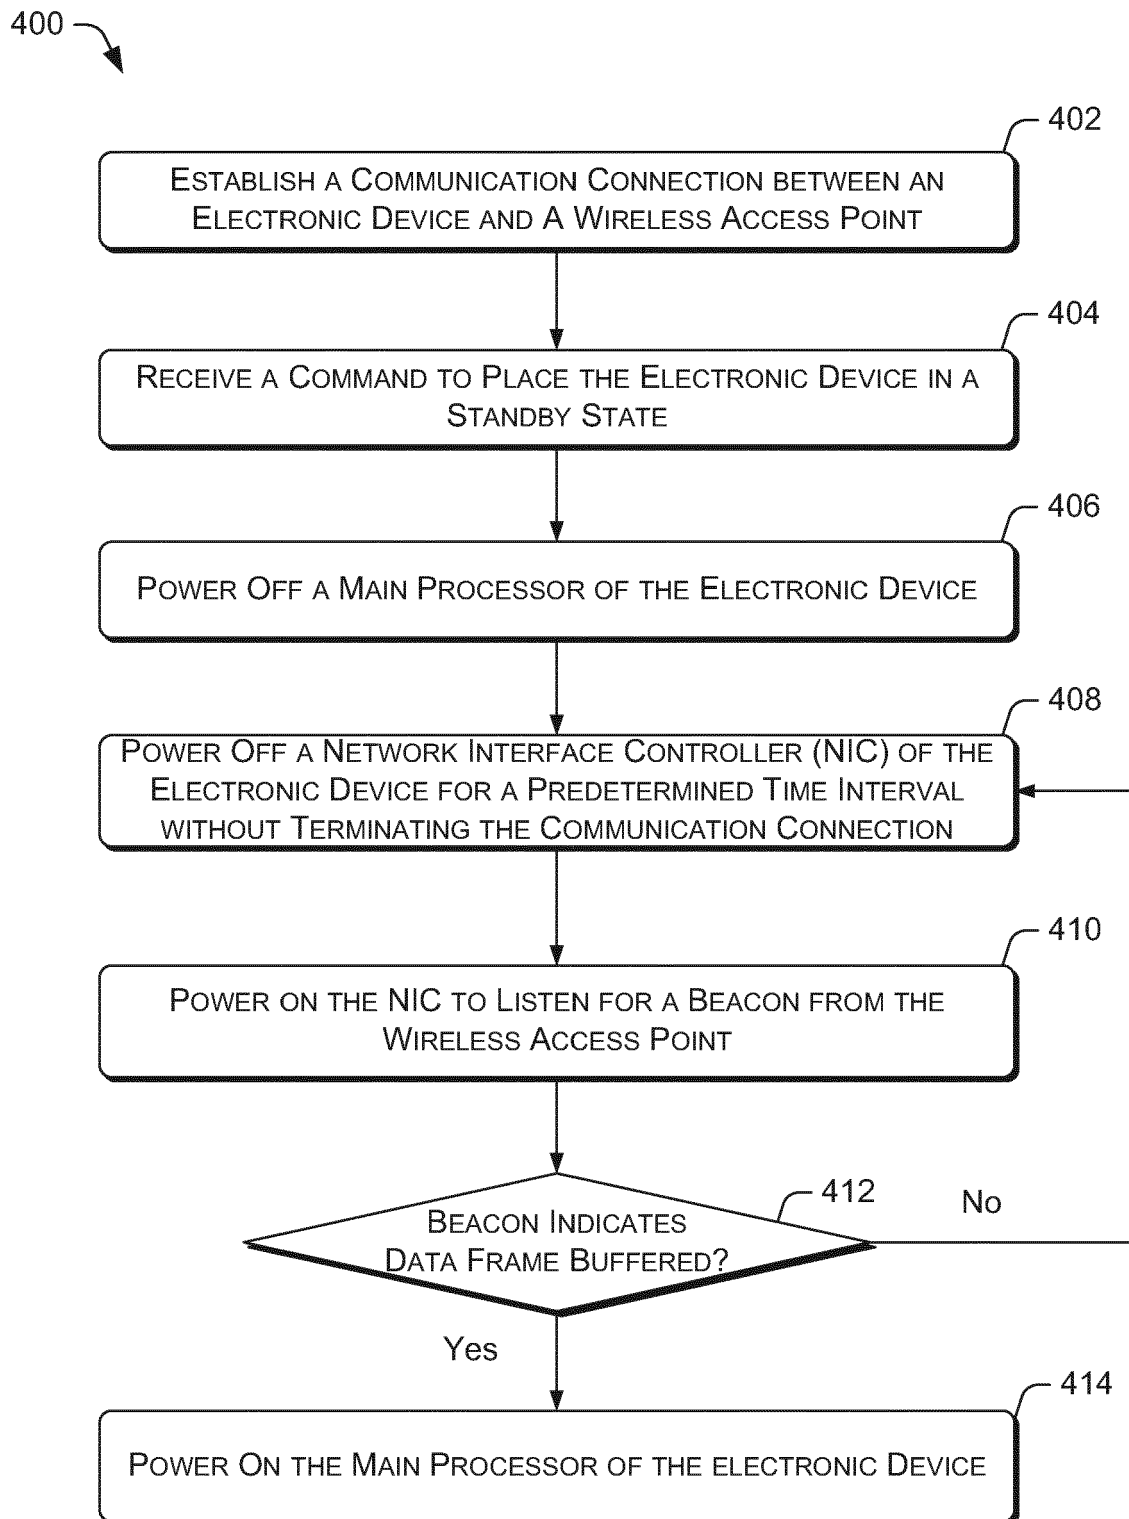 400
402
ESTABLISH A COMMUNICATION CONNECTION BETWEEN AN
ELECTRONIC DEVICE AND A WIRELESS ACCESS POINT
404
RECEIVE A COMMAND TO PLACE THE ELECTRONIC DEVICE IN A
STANDBY STATE
406
POWER OFF A MAIN PROCESSOR OF THE ELECTRONIC DEVICE
408
POWER OFF A NETWORK INTERFACE CONTROLLER (NIC) OF THE
ELECTRONIC DEVICE FOR A PREDETERMINED TIME INTERVAL
WITHOUT TERMINATING THE COMMUNICATION CONNECTION
410
POWER ON THE NIC TO LISTEN FOR A BEACON FROM THE
WIRELESS ACCESS POINT
412
No
BEACON INDICATES
DATA FRAME BUFFERED?
Yes
414
POWER ON THE MAIN PROCESSOR OF THE ELECTRONIC DEVICE